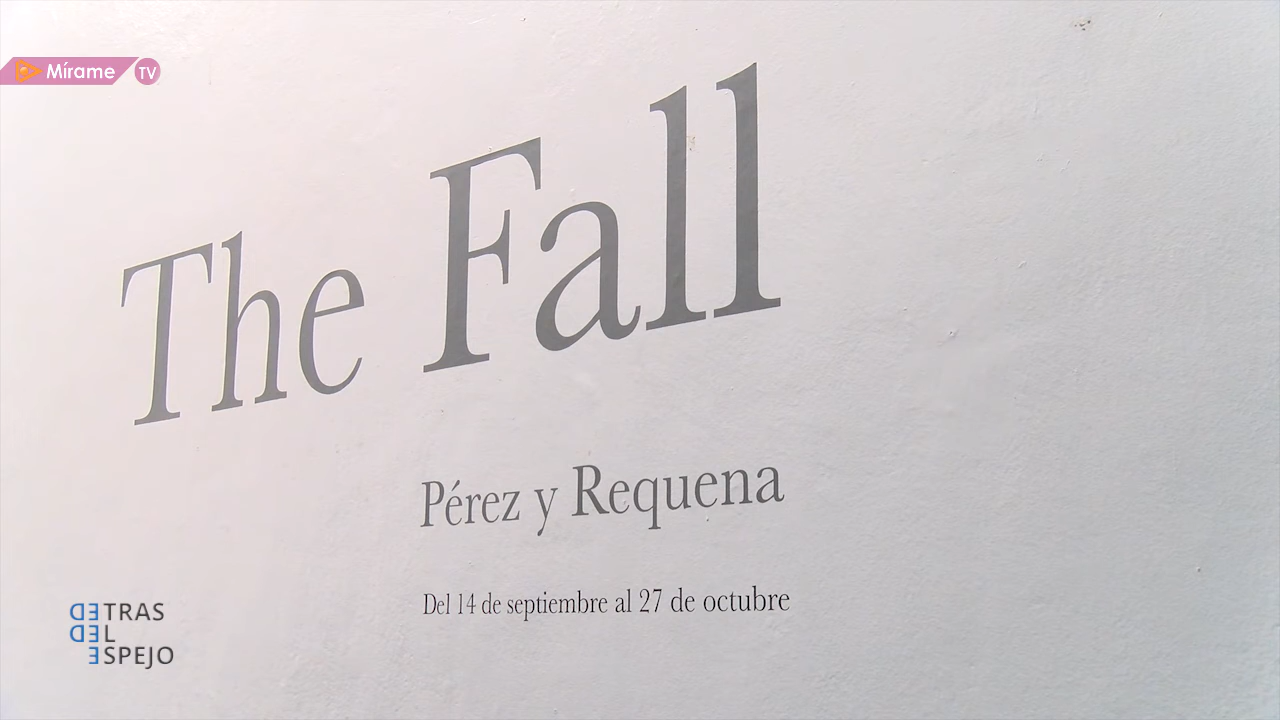 Mírame TV
The Fall
Pérez y Requena
Del 14 de septiembre al 27 de octubre
DETRAS
DEL
ESPEJO